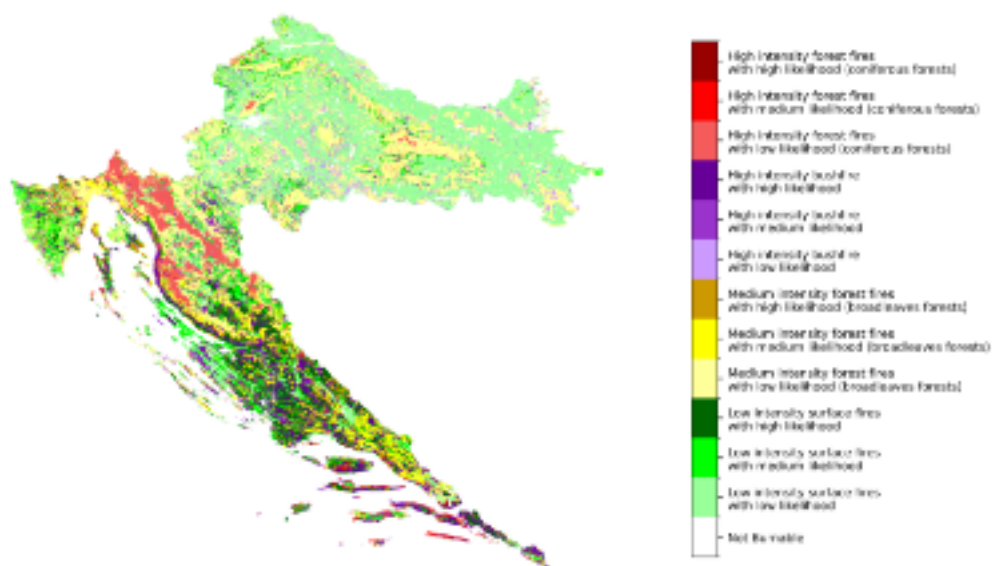 High intensity forest fires
with high likelihood (coniferous forests)
High intensity forest fires
with medium likelihood (coniferous forests)
High intensity forest fires
with low likelihood (coniferous forests)
High intensity bushfire
with high likelihood
High intensity bushfire
with medium likelihood
High intensity bushfire
with low likelihood
Medium intensity forest fires
with high likelihood (broadleaves forests)
Medium intensity forest fires
with medium likelihood (broadleaves forests)
Medium intensity forest fires
with low likelihood (broadleaves forests)
Low intensity surface fires
with high likelihood
Low intensity surface fires
with medium likelihood
Low intensity surface fires
with low likelihood
Not Burnable